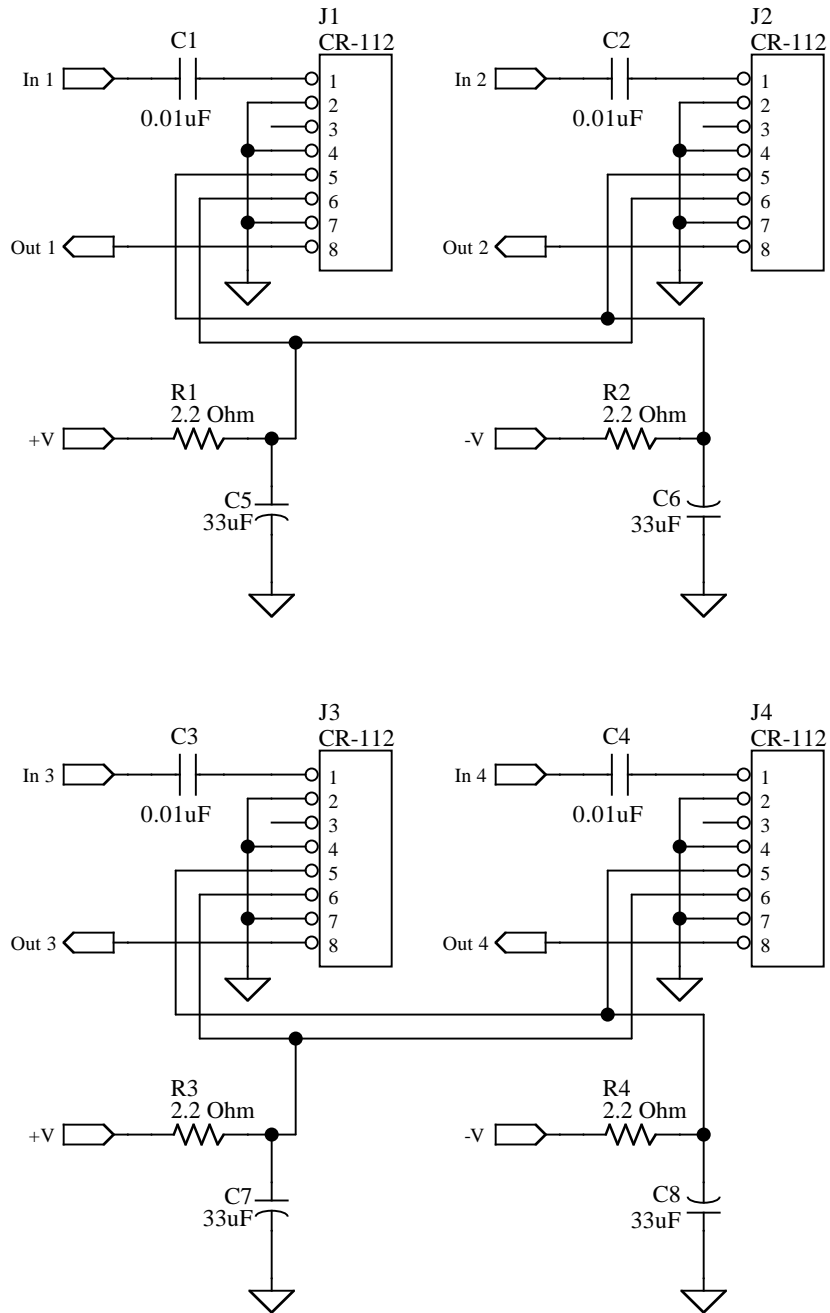 J1
J2
C1
CR-112
C2
CR-112
In 1
1
In 2
1
2
2
0.01uF
3
0.01uF
3
4
4
5
5
6
6
7
7
Out 1
8
Out 2
8
R1
R2
2.2 Ohm
2.2 Ohm
+V
-V
C5
C6
33uF
33uF
J3
J4
C3
CR-112
C4
CR-112
In 3
1
In 4
1
2
2
0.01uF
3
0.01uF
3
4
4
5
5
6
6
7
7
Out 3
8
Out 4
8
R3
R4
2.2 Ohm
2.2 Ohm
+V
-V
C7
C8
33uF
33uF